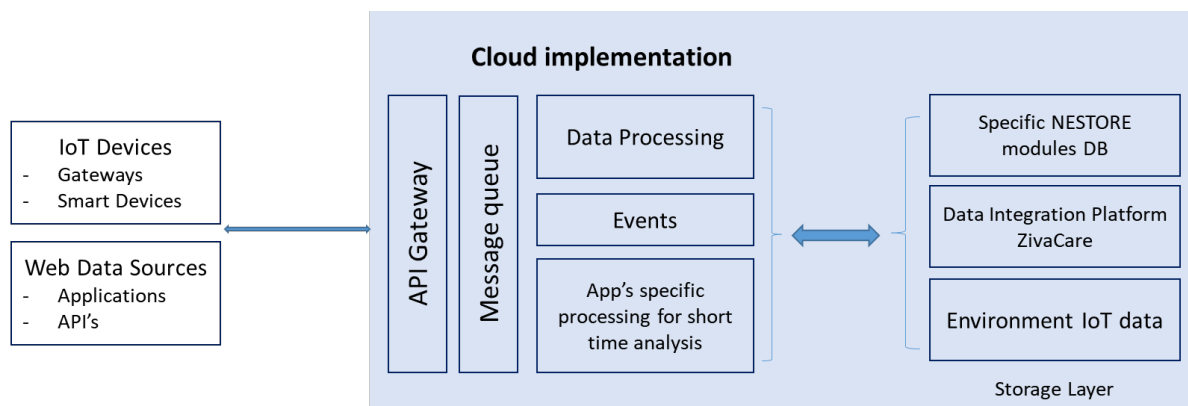 Cloud implementation
IoT Devices
- Gateways
- Smart Devices
Web Data Sources
- Applications
- API's
API Gateway
Message queue
Data Processing
Events
App's specific
processing for short
time analysis
Specific NESTORE
modules DB
Data Integration Platform
ZivaCare
Environment IoT data
Storage Layer